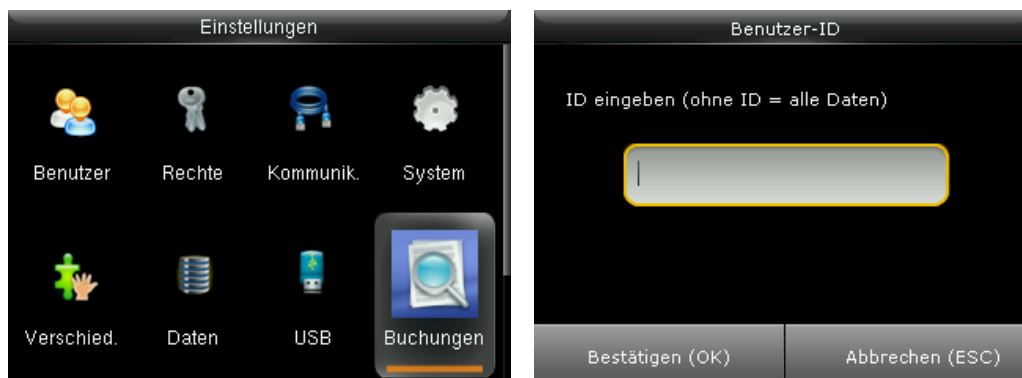 Einstellungen
Benutzer Rechte Kommunik. System
Verschied. Daten USB Buchungen
Benutzer-ID
ID eingeben (ohne ID = alle Daten)
Bestätigen (OK) Abbrechen (ESC)